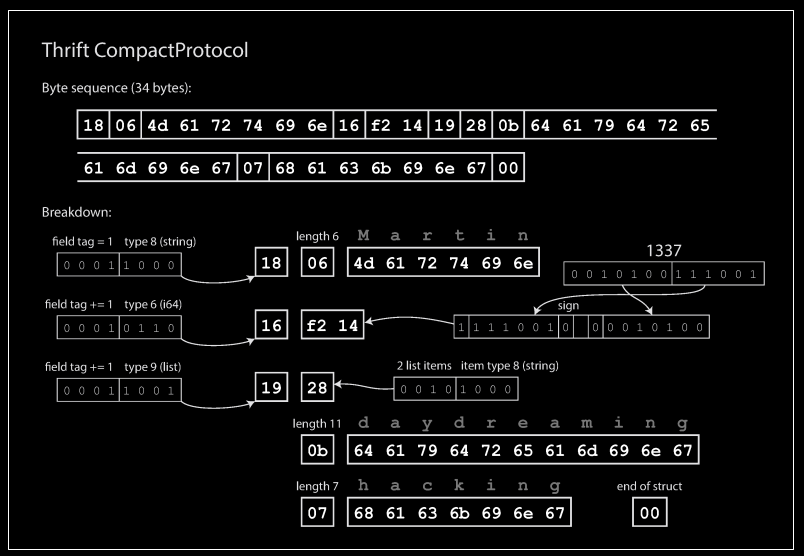 Thrift CompactProtocol
Byte sequence (34 bytes):
18 06 4d 61 72 74 69 6e 16 f2 14 19 28 0b 64 61 79 64 72 65
61 6d 69 6e 67 07 68 61 63 6b 69 6e 67 00
Breakdown:
field tag = 1 type 8 (string)
0 0 0 1 1 0 0 0
18
length 6
06
M a r t i n
4d 61 72 74 69 6e
1337
0 0 1 0 1 0 0 1 1 1 0 0 1
field tag += 1 type 6 (i64)
0 0 0 1 0 1 1 0
16
f2 14
sign
1 1 1 1 0 0 1 0 0 0 0 1 0 1 0 0
field tag += 1 type 9 (list)
0 0 0 1 1 0 0 1
19
28
2 list items item type 8 (string)
0 0 1 0 1 0 0 0
length 11
0b
d a y d r e a m i n g
64 61 79 64 72 65 61 6d 69 6e 67
length 7
07
h a c k i n g
68 61 63 6b 69 6e 67
end of struct
00